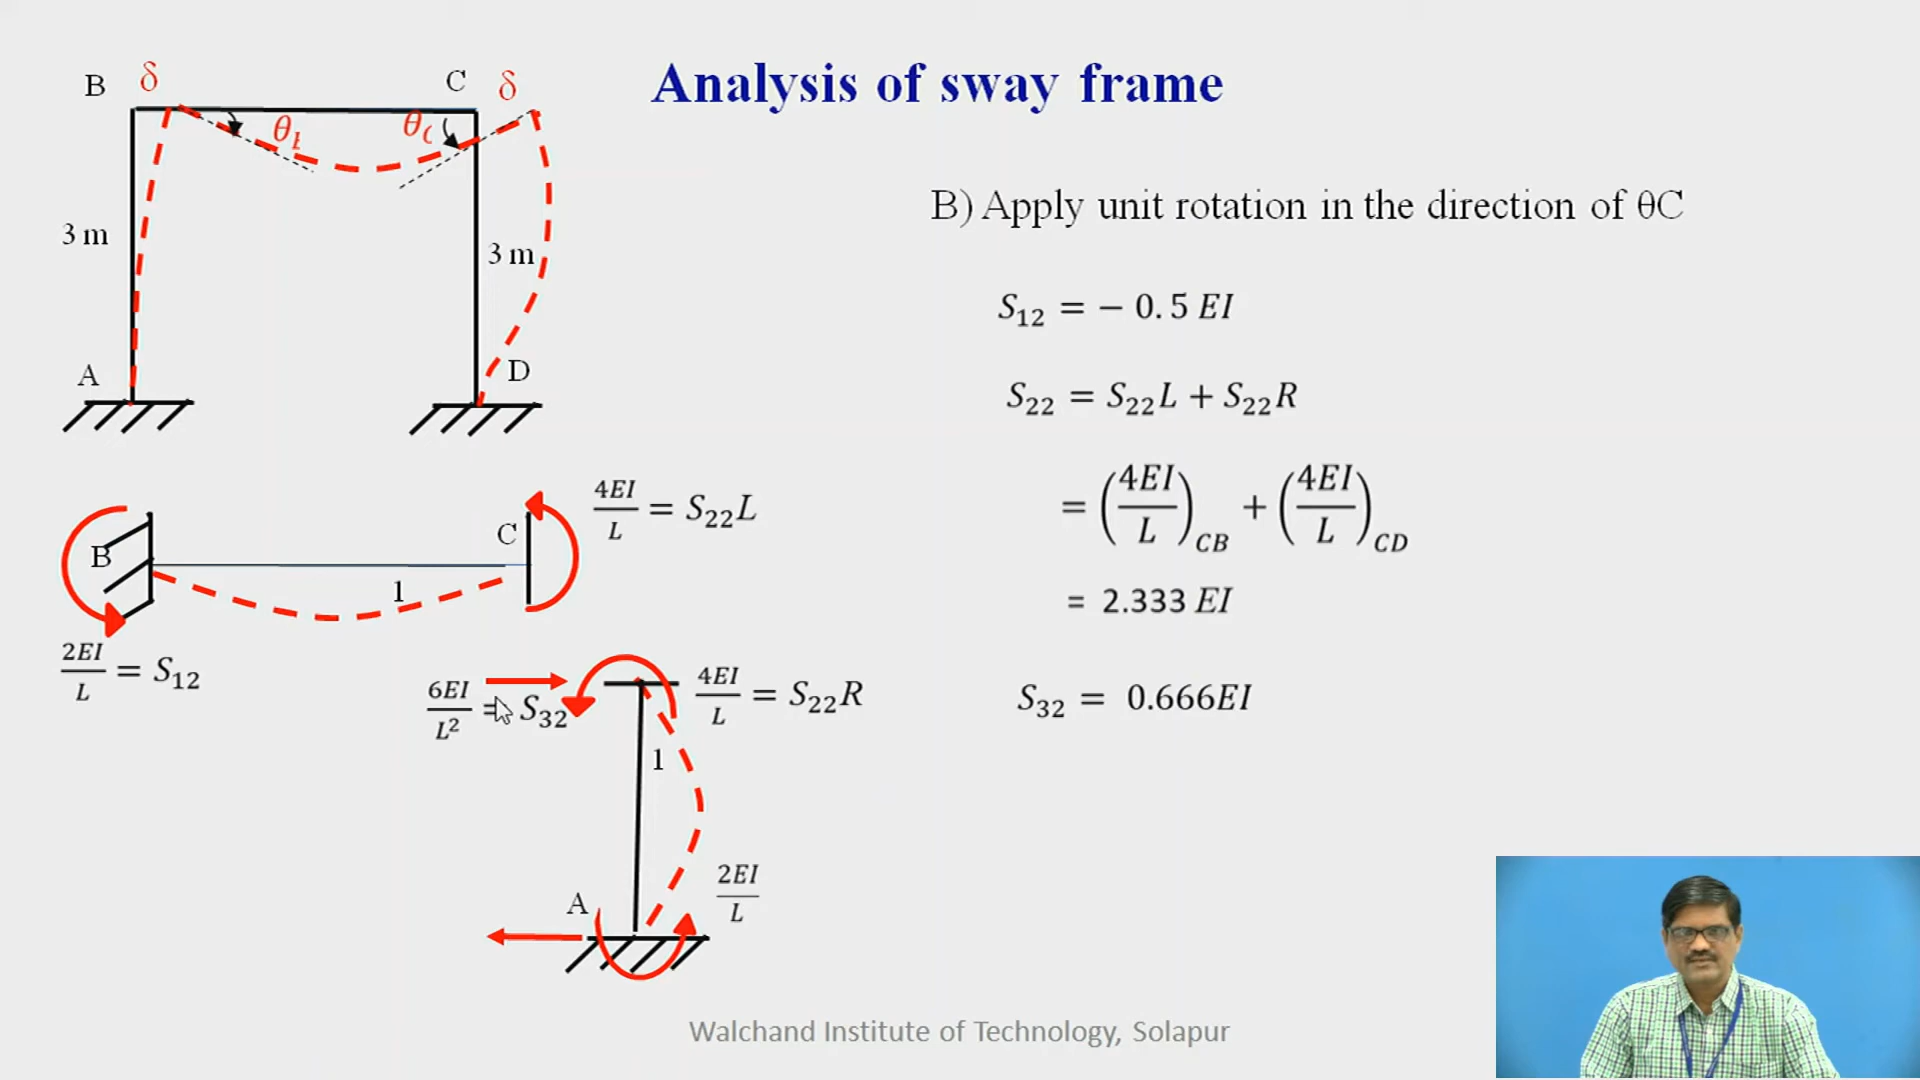 Analysis of sway frame
B δ
C δ
θ
θ
3 m
3 m
A
D
B) Apply unit rotation in the direction of θC
S₁₂ = − 0.5 EI
S₂₂ = S₂₂L + S₂₂R
= (4EI/L)CB + (4EI/L)CD
= 2.333 EI
S₃₂ = 0.666EI
4EI/L = S₂₂L
B
C
1
2EI/L = S₁₂
6EI/L² = S₃₂
4EI/L = S₂₂R
1
A
2EI/L
Walchand Institute of Technology, Solapur